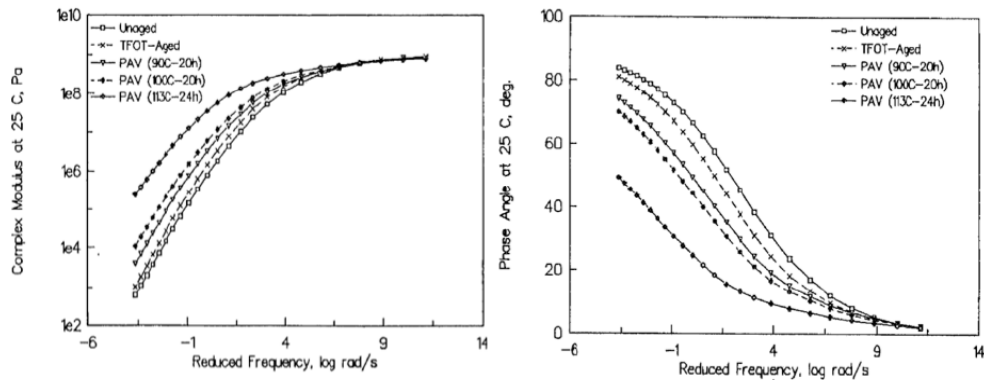 1e10
1e8
1e6
1e4
1e2
Complex Modulus at 25 C, Pa
Unaged
TFOT-Aged
PAV (90C-20h)
PAV (100C-20h)
PAV (113C-24h)
-6
-1
4
9
14
Reduced Frequency, log rad/s
100
80
60
40
20
0
Phase Angle at 25 C, deg.
Unaged
TFOT-Aged
PAV (90C-20h)
PAV (100C-20h)
PAV (113C-24h)
-6
-1
4
9
14
Reduced Frequency, log rad/s